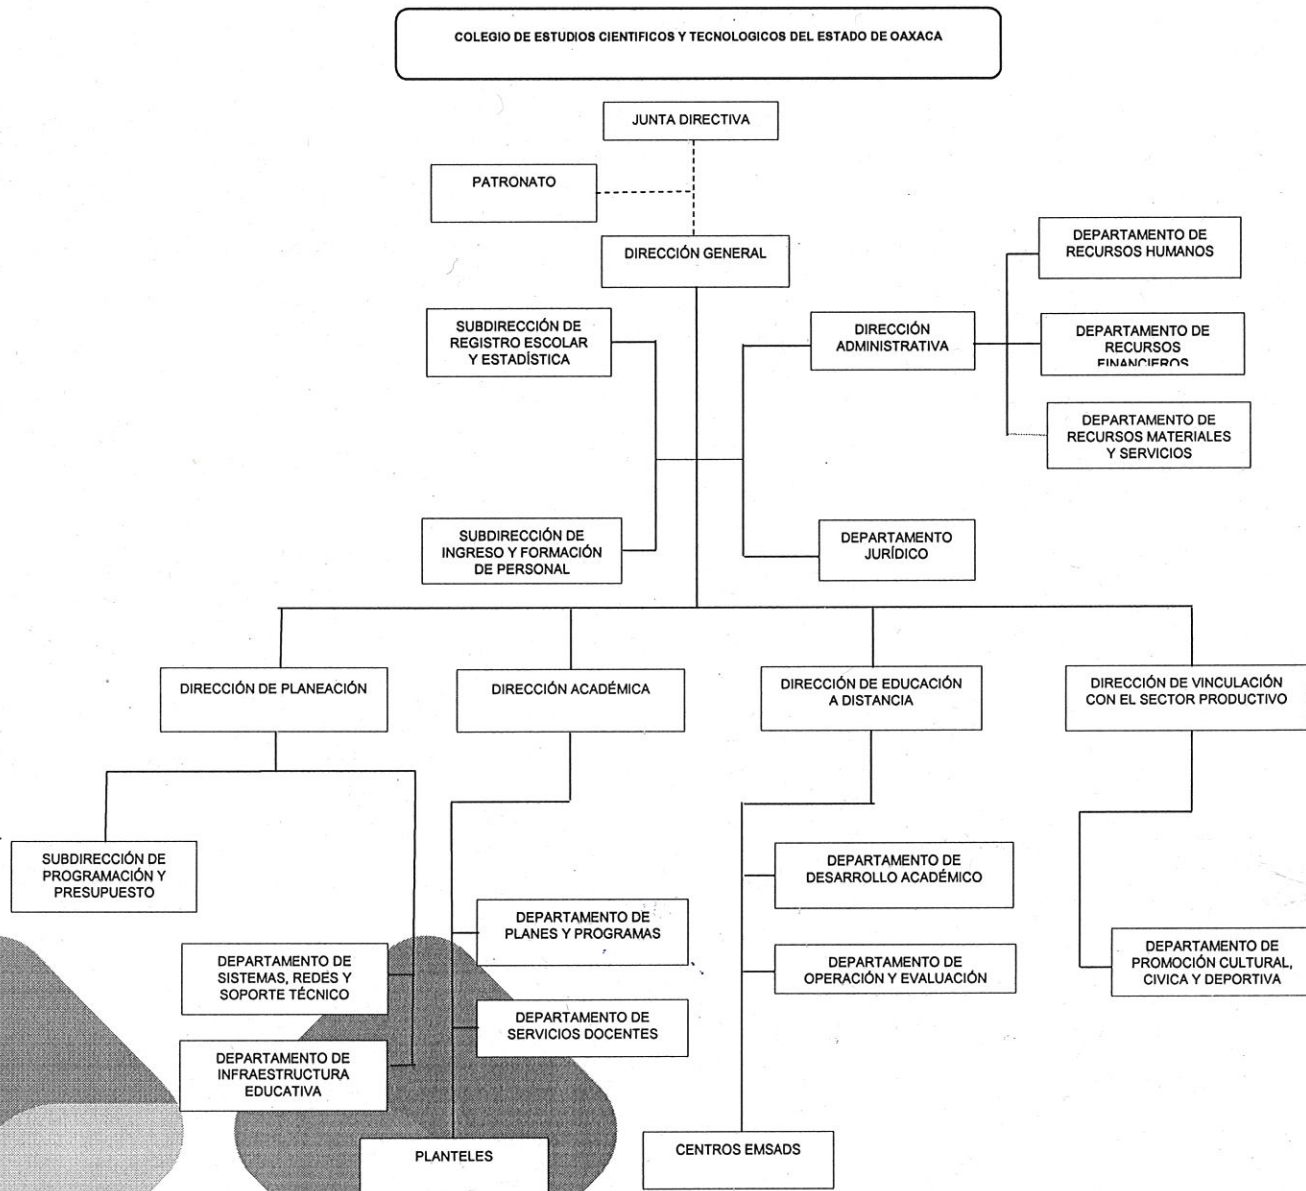 COLEGIO DE ESTUDIOS CIENTIFICOS Y TECNOLOGICOS DEL ESTADO DE OAXACA
JUNTA DIRECTIVA
PATRONATO
DIRECCIÓN GENERAL
DEPARTAMENTO DE
RECURSOS HUMANOS
SUBDIRECCIÓN DE
REGISTRO ESCOLAR
Y ESTADÍSTICA
DIRECCIÓN
ADMINISTRATIVA
DEPARTAMENTO DE
RECURSOS
FINANCIEROS
DEPARTAMENTO DE
RECURSOS MATERIALES
Y SERVICIOS
SUBDIRECCIÓN DE
INGRESO Y FORMACIÓN
DE PERSONAL
DEPARTAMENTO
JURÍDICO
DIRECCIÓN DE PLANEACIÓN
DIRECCIÓN ACADÉMICA
DIRECCIÓN DE EDUCACIÓN
A DISTANCIA
DIRECCIÓN DE VINCULACIÓN
CON EL SECTOR PRODUCTIVO
SUBDIRECCIÓN DE
PROGRAMACIÓN Y
PRESUPUESTO
DEPARTAMENTO DE
DESARROLLO ACADÉMICO
DEPARTAMENTO DE
PLANES Y PROGRAMAS
DEPARTAMENTO DE
SISTEMAS, REDES Y
SOPORTE TÉCNICO
DEPARTAMENTO DE
OPERACIÓN Y EVALUACIÓN
DEPARTAMENTO DE
PROMOCIÓN CULTURAL,
CIVICA Y DEPORTIVA
DEPARTAMENTO DE
SERVICIOS DOCENTES
DEPARTAMENTO DE
INFRAESTRUCTURA
EDUCATIVA
PLANTELES
CENTROS EMSADS